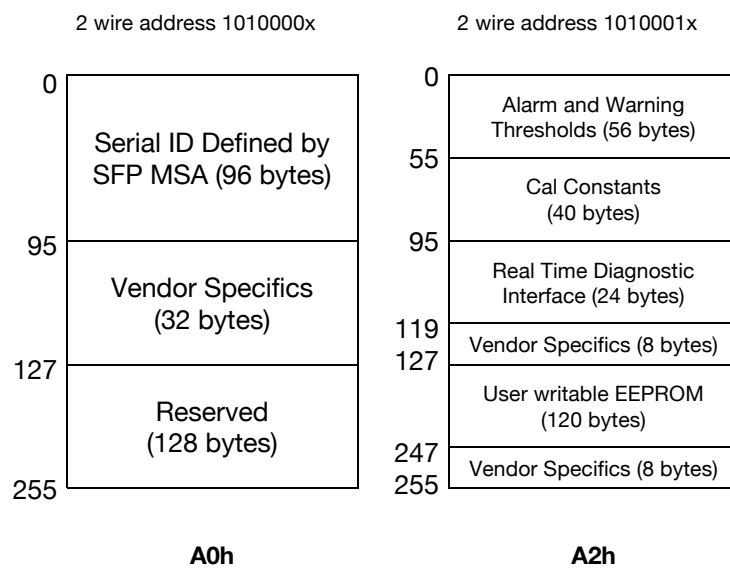 2 wire address 1010000x
0
Serial ID Defined by
SFP MSA (96 bytes)
95
Vendor Specifics
(32 bytes)
127
Reserved
(128 bytes)
255
A0h
2 wire address 1010001x
0
Alarm and Warning
Thresholds (56 bytes)
55
Cal Constants
(40 bytes)
95
Real Time Diagnostic
Interface (24 bytes)
119
Vendor Specifics (8 bytes)
127
User writable EEPROM
(120 bytes)
247
Vendor Specifics (8 bytes)
255
A2h